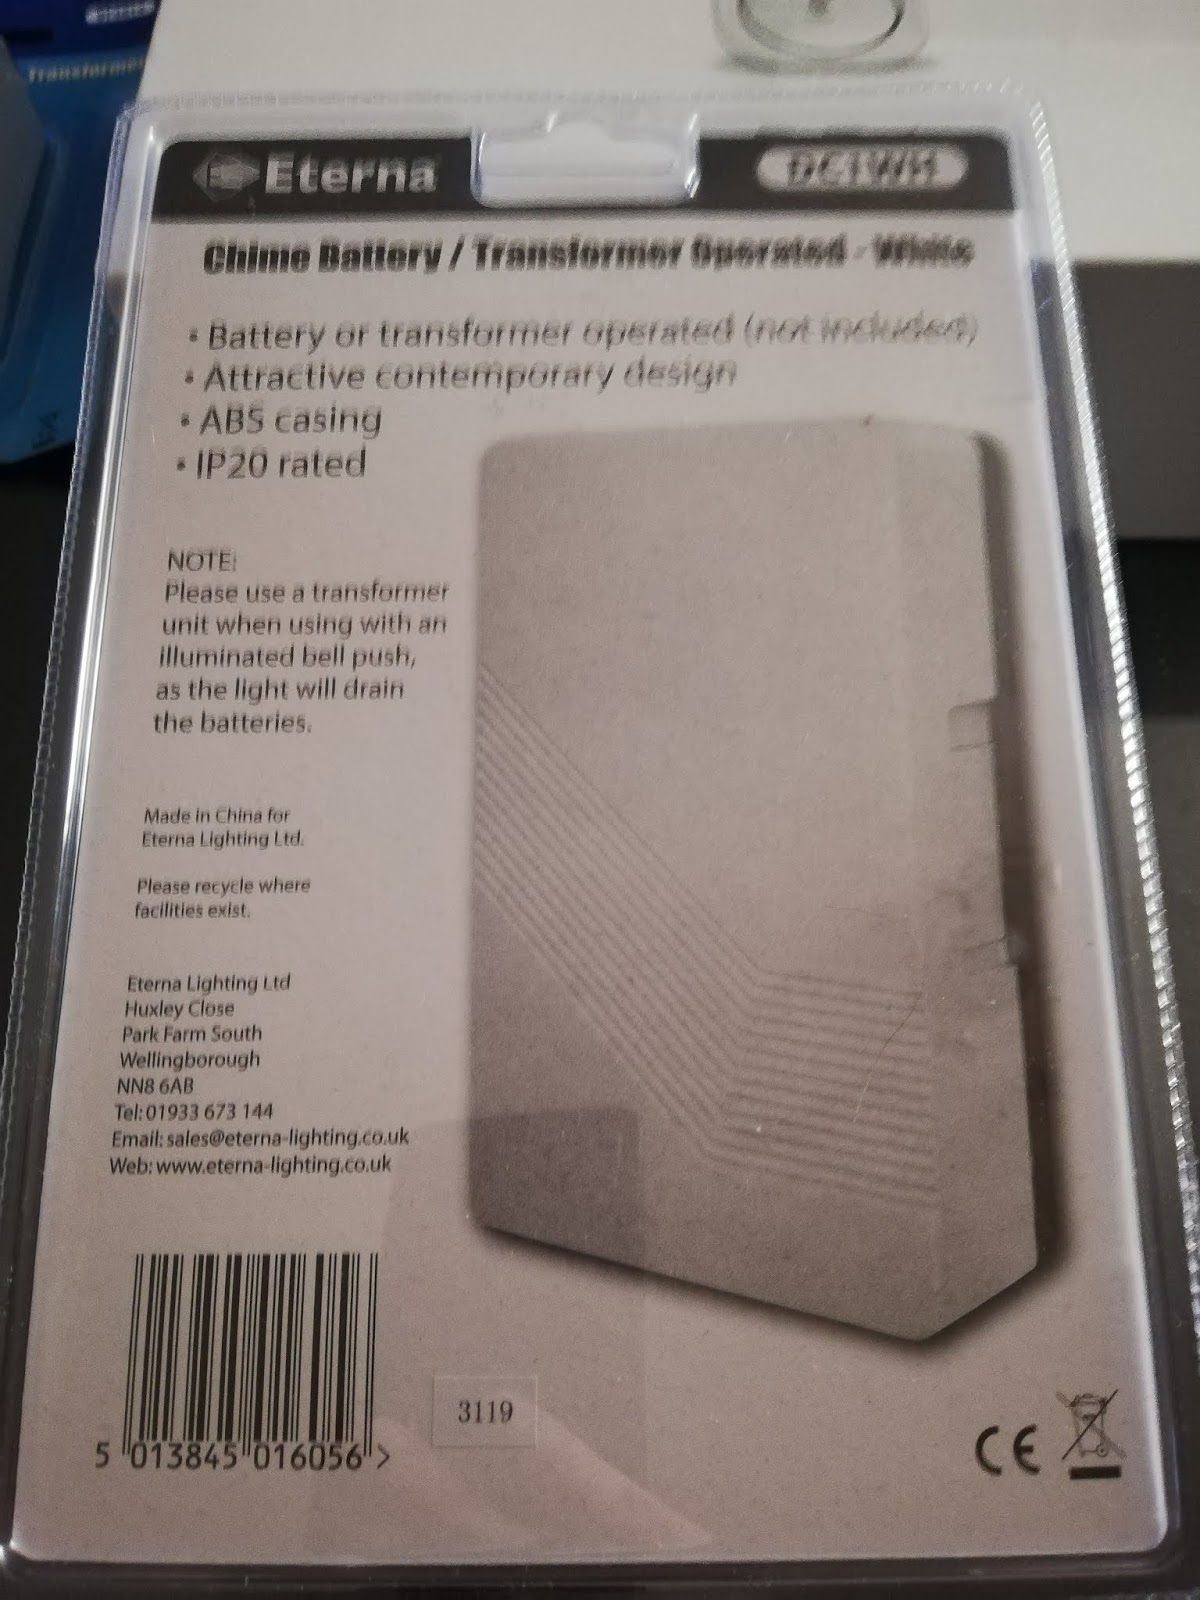 Transformer
Eterna
DC1WH
Chime Battery / Transformer Operated - White
• Battery or transformer operated (not included)
• Attractive contemporary design
• ABS casing
• IP20 rated
NOTE:
Please use a transformer
unit when using with an
illuminated bell push,
as the light will drain
the batteries.
Made in China for
Eterna Lighting Ltd.
Please recycle where
facilities exist.
Eterna Lighting Ltd
Huxley Close
Park Farm South
Wellingborough
NN8 6AB
Tel: 01933 673 144
Email: sales@eterna-lighting.co.uk
Web: www.eterna-lighting.co.uk
5 013845 016056 >
3119
CE